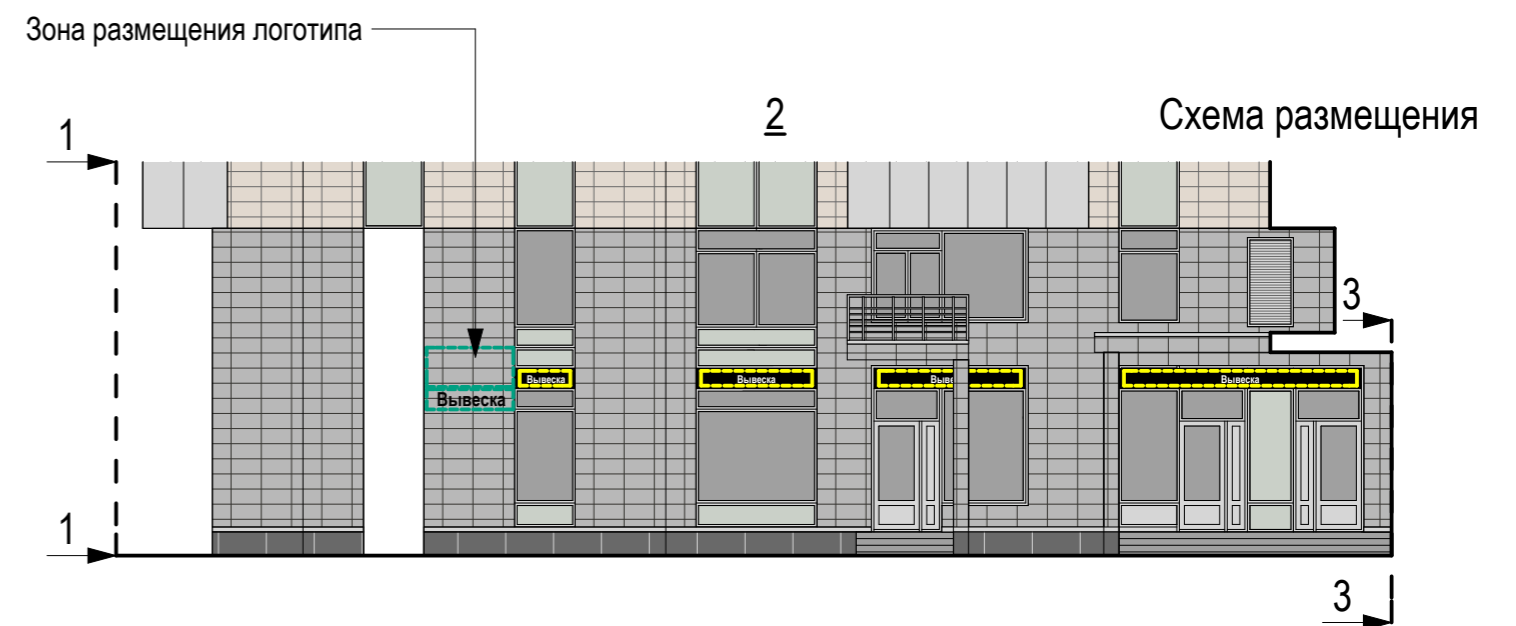 Зона размещения логотипа
2
Схема размещения
1
3
Вывеска
Вывеска
Вывеска
Вывеска
Вывеска
1
3